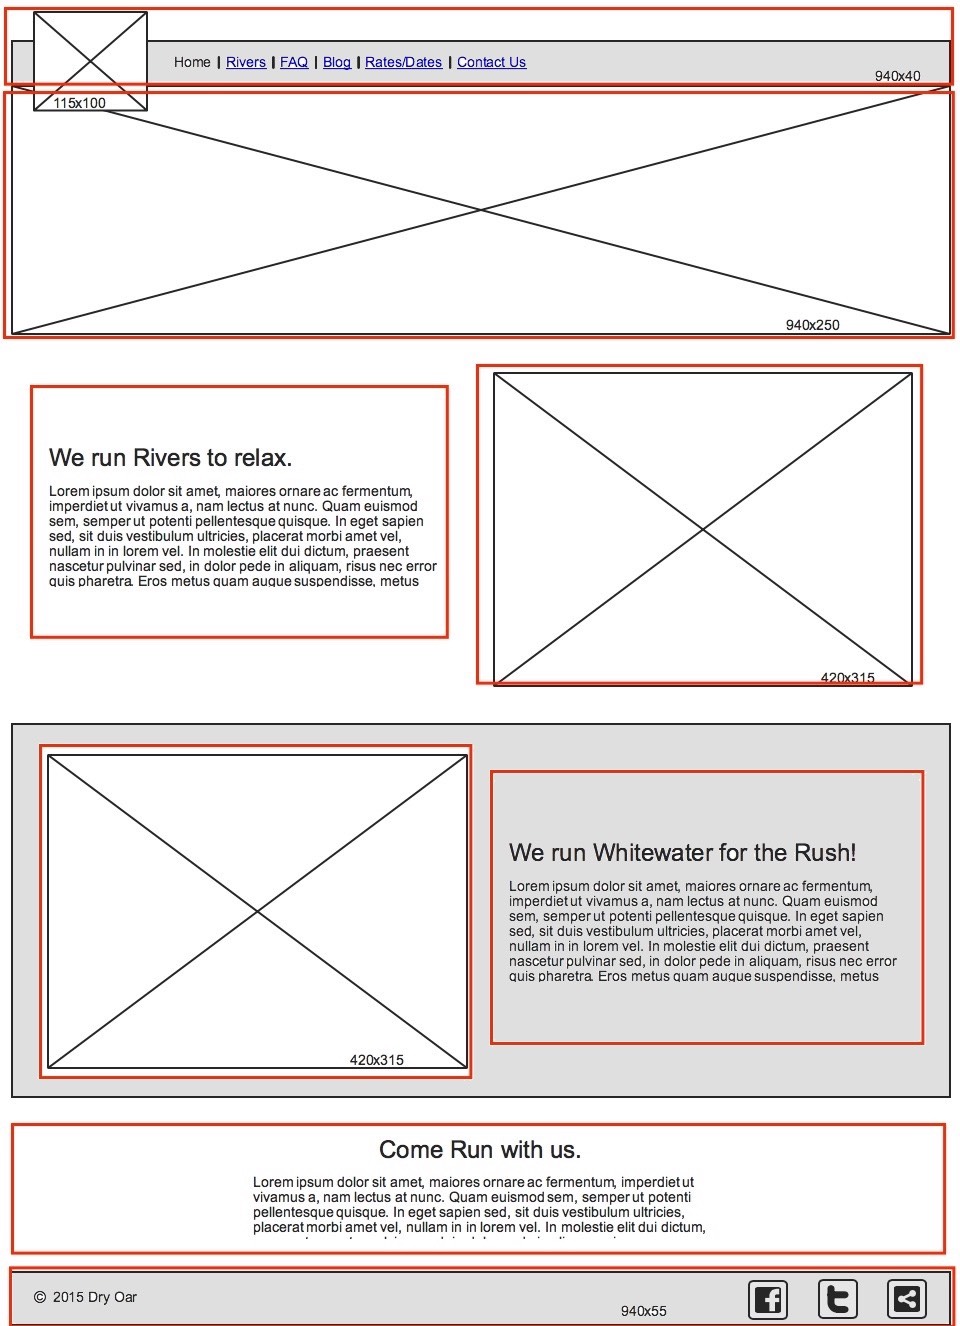 Home | Rivers | FAQ | Blog | Rates/Dates | Contact Us
940x40
115x100
940x250
We run Rivers to relax.
Lorem ipsum dolor sit amet, maiores ornare ac fermentum,
imperdiet ut vivamus a, nam lectus at nunc. Quam euismod
sem, semper ut potenti pellentesque quisque. In eget sapien
sed, sit duis vestibulum ultricies, placerat morbi amet vel,
nullam in in lorem vel. In molestie elit dui dictum, praesent
nascetur pulvinar sed, in dolor pede in aliquam, risus nec error
quis pharetra. Eros metus quam augue suspendisse, metus
420x315
420x315
We run Whitewater for the Rush!
Lorem ipsum dolor sit amet, maiores ornare ac fermentum,
imperdiet ut vivamus a, nam lectus at nunc. Quam euismod
sem, semper ut potenti pellentesque quisque. In eget sapien
sed, sit duis vestibulum ultricies, placerat morbi amet vel,
nullam in in lorem vel. In molestie elit dui dictum, praesent
nascetur pulvinar sed, in dolor pede in aliquam, risus nec error
quis pharetra. Eros metus quam augue suspendisse, metus
Come Run with us.
Lorem ipsum dolor sit amet, maiores ornare ac fermentum, imperdiet ut
vivamus a, nam lectus at nunc. Quam euismod sem, semper ut potenti
pellentesque quisque. In eget sapien sed, sit duis vestibulum ultricies,
placerat morbi amet vel, nullam in in lorem vel. In molestie elit dui dictum,
© 2015 Dry Oar
940x55